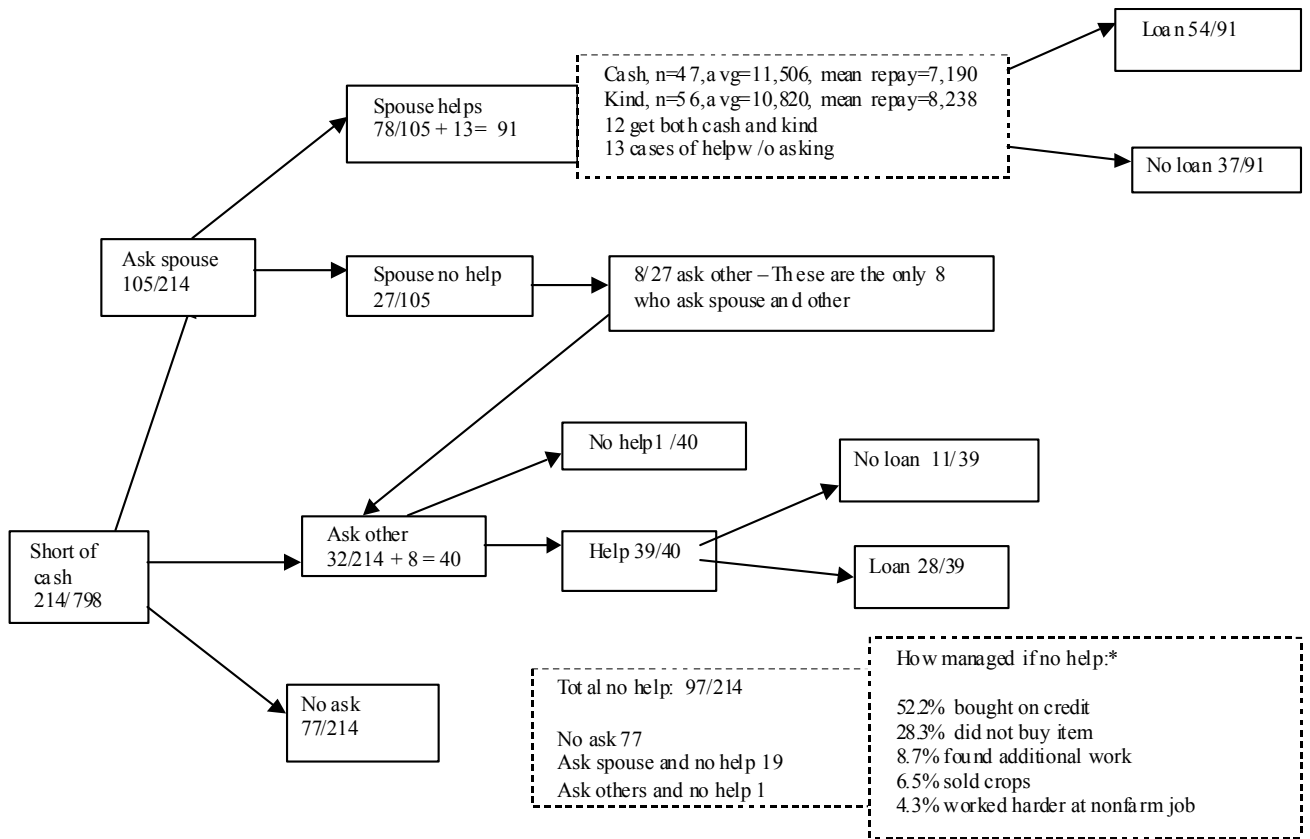 Loan 54/91
Cash, n=47, avg=11,506, mean repay=7,190
Kind, n=56, avg=10,820, mean repay=8,238
12 get both cash and kind
13 cases of help w/o asking
Spouse helps
78/105 + 13= 91
No loan 37/91
Ask spouse
105/214
Spouse no help
27/105
8/27 ask other – These are the only 8
who ask spouse and other
No help 1/40
No loan 11/39
Ask other
32/214 + 8 = 40
Help 39/40
Loan 28/39
Short of
cash
214/798
No ask
77/214
Total no help: 97/214
No ask 77
Ask spouse and no help 19
Ask others and no help 1
How managed if no help:*
52.2% bought on credit
28.3% did not buy item
8.7% found additional work
6.5% sold crops
4.3% worked harder at nonfarm job